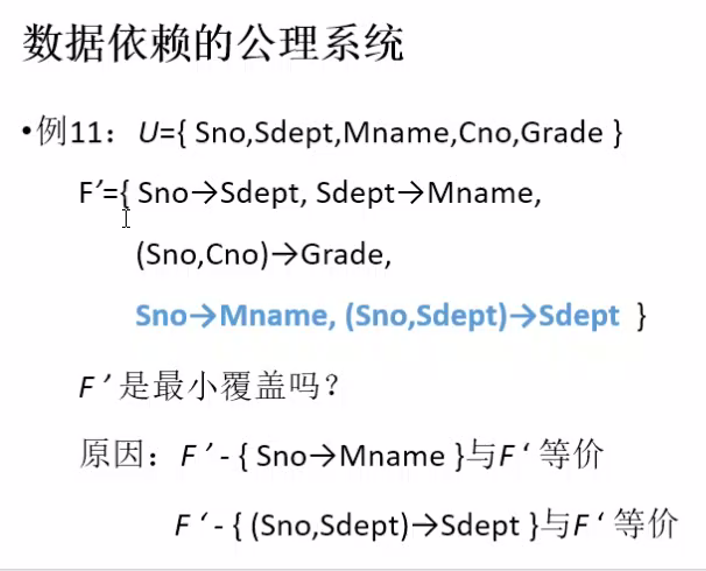 数据依赖的公理系统
•例11：U={ Sno,Sdept,Mname,Cno,Grade }
F′={ Sno→Sdept, Sdept→Mname,
(Sno,Cno)→Grade,
Sno→Mname, (Sno,Sdept)→Sdept }
F ′是最小覆盖吗？
原因：F ′- { Sno→Mname }与F ‘ 等价
F ‘ - { (Sno,Sdept)→Sdept }与F ‘ 等价